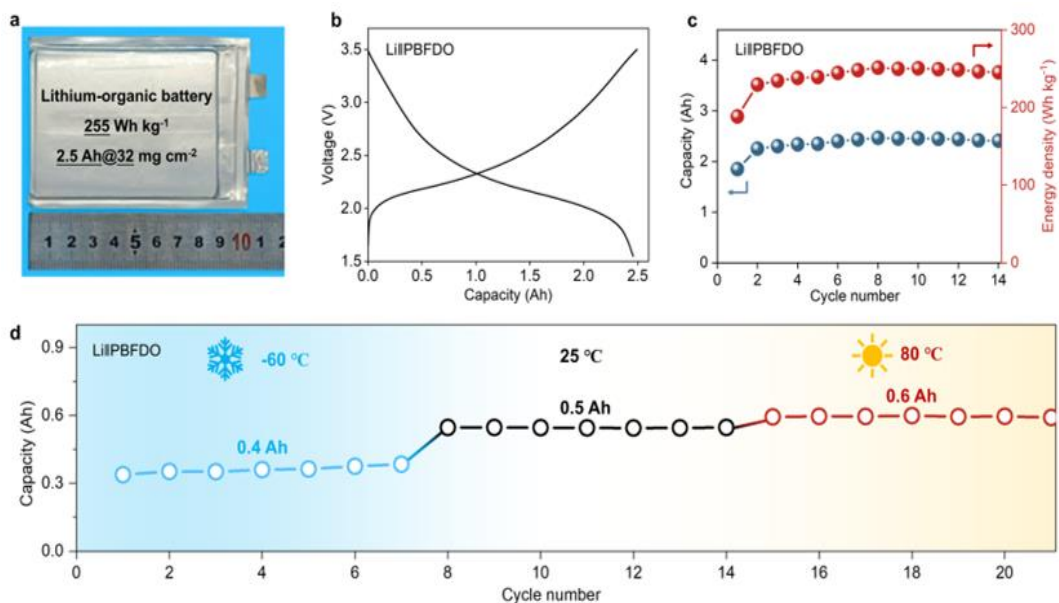 a
Lithium-organic battery
255 Wh kg⁻¹
2.5 Ah@32 mg cm⁻²
1 2 3 4 5 6 7 8 9 10 1 2
b
LiǁPBFDO
3.5
3.0
2.5
2.0
1.5
Voltage (V)
0.0 0.5 1.0 1.5 2.0 2.5
Capacity (Ah)
c
LiǁPBFDO
4
3
2
1
0
Capacity (Ah)
300
200
100
0
Energy density (Wh kg⁻¹)
0 2 4 6 8 10 12 14
Cycle number
d
LiǁPBFDO
-60 ℃
25 ℃
80 ℃
0.4 Ah
0.5 Ah
0.6 Ah
0.9
0.6
0.3
0.0
Capacity (Ah)
0 2 4 6 8 10 12 14 16 18 20
Cycle number